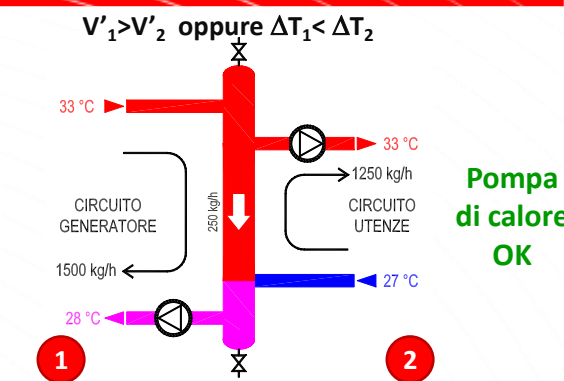 V'₁>V'₂ oppure ΔT₁< ΔT₂
33 °C
33 °C
1250 kg/h
Pompa
di calore
OK
CIRCUITO
GENERATORE
250 kg/h
CIRCUITO
UTENZE
1500 kg/h
27 °C
28 °C
1
2